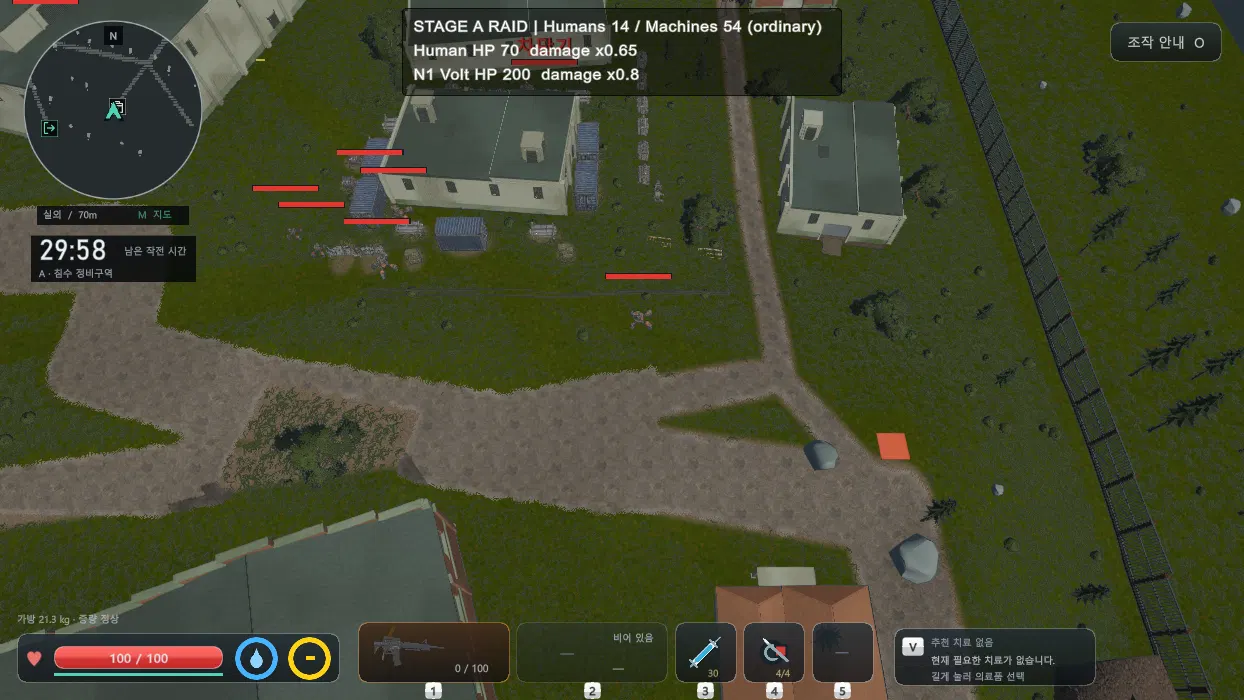 STAGE A RAID | Humans 14 / Machines 54 (ordinary)
Human HP 70 damage x0.65
N1 Volt HP 200 damage x0.8
N
조작 안내 O
실외 / 70m M 지도
29:58 남은 작전 시간
A · 침수 정비구역
가방 21.3 kg · 중량 정상
100 / 100
0 / 100
1
비어 있음
2
30
3
4/4
4
5
V
추천 치료 없음
현재 필요한 치료가 없습니다.
길게 눌러 의료품 선택